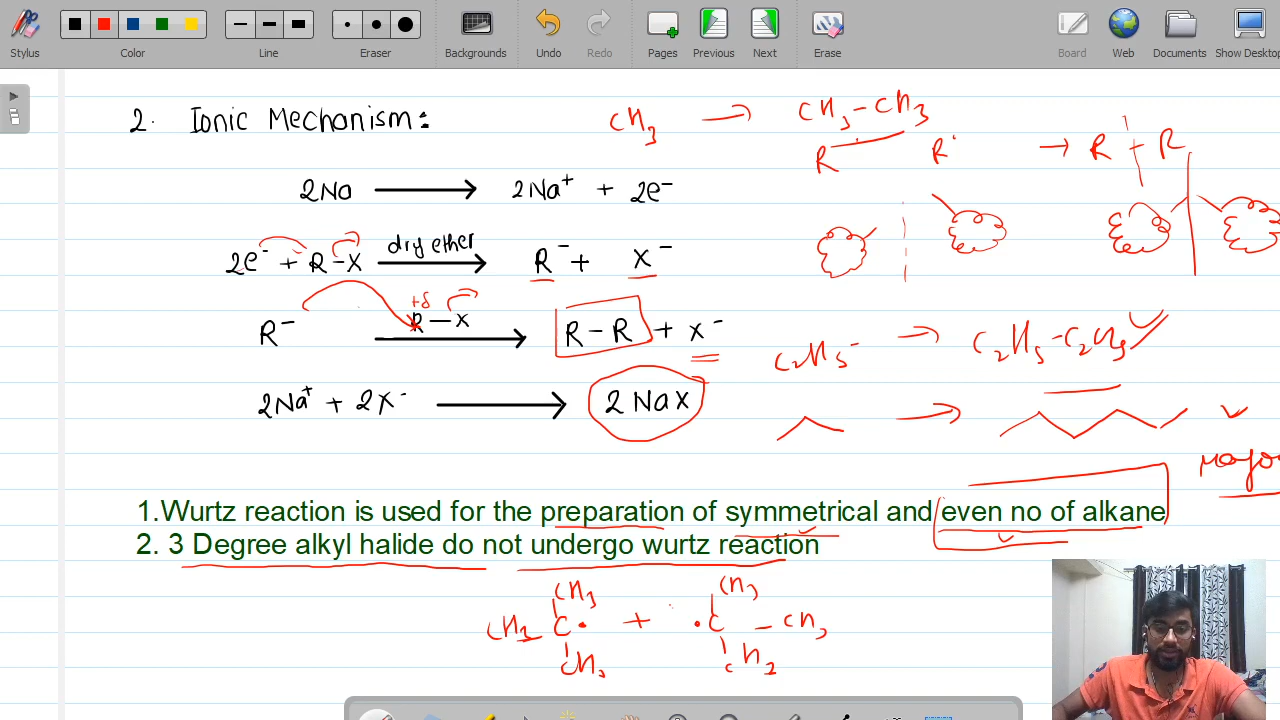 Stylus Color Line Eraser Backgrounds Undo Redo Pages Previous Next Erase Board Web Documents Show Desktop
2. Ionic Mechanism:
CH3 → CH3-CH3
R R· → R + R
2Na → 2Na+ + 2e-
2e- + R-X dry ether → R- + X-
R- +δ R-X → R-R + X-
C2H5- → C2H5-C2H5
2Na+ + 2X- → 2NaX
major
1.Wurtz reaction is used for the preparation of symmetrical and even no of alkane
2. 3 Degree alkyl halide do not undergo wurtz reaction
CH3 CH3
CH3 C· + ·C - CH3
CH3 CH3